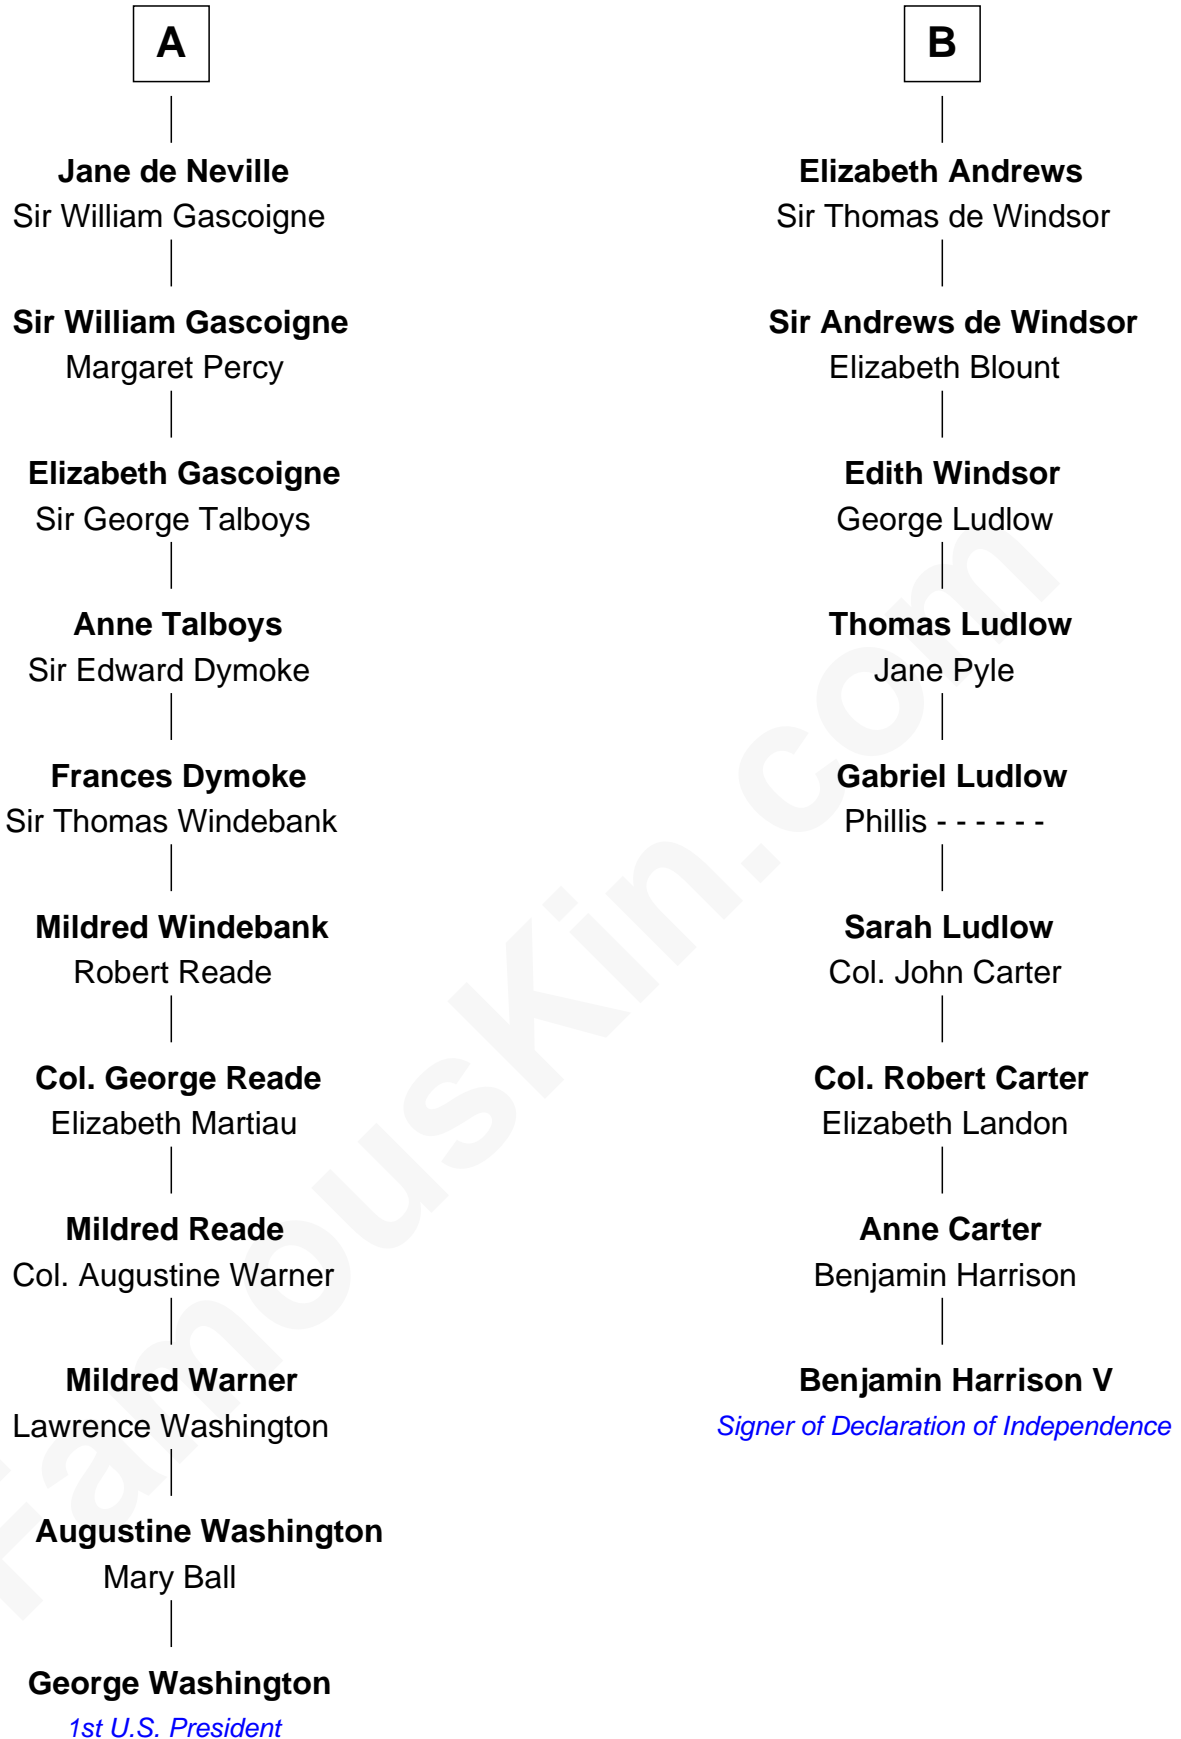 A
Jane de Neville
Sir William Gascoigne
Sir William Gascoigne
Margaret Percy
Elizabeth Gascoigne
Sir George Talboys
Anne Talboys
Sir Edward Dymoke
Frances Dymoke
Sir Thomas Windebank
Mildred Windebank
Robert Reade
Col. George Reade
Elizabeth Martiau
Mildred Reade
Col. Augustine Warner
Mildred Warner
Lawrence Washington
Augustine Washington
Mary Ball
George Washington
1st U.S. President
B
Elizabeth Andrews
Sir Thomas de Windsor
Sir Andrews de Windsor
Elizabeth Blount
Edith Windsor
George Ludlow
Thomas Ludlow
Jane Pyle
Gabriel Ludlow
Phillis - - - - - -
Sarah Ludlow
Col. John Carter
Col. Robert Carter
Elizabeth Landon
Anne Carter
Benjamin Harrison
Benjamin Harrison V
Signer of Declaration of Independence
FamousKin.com